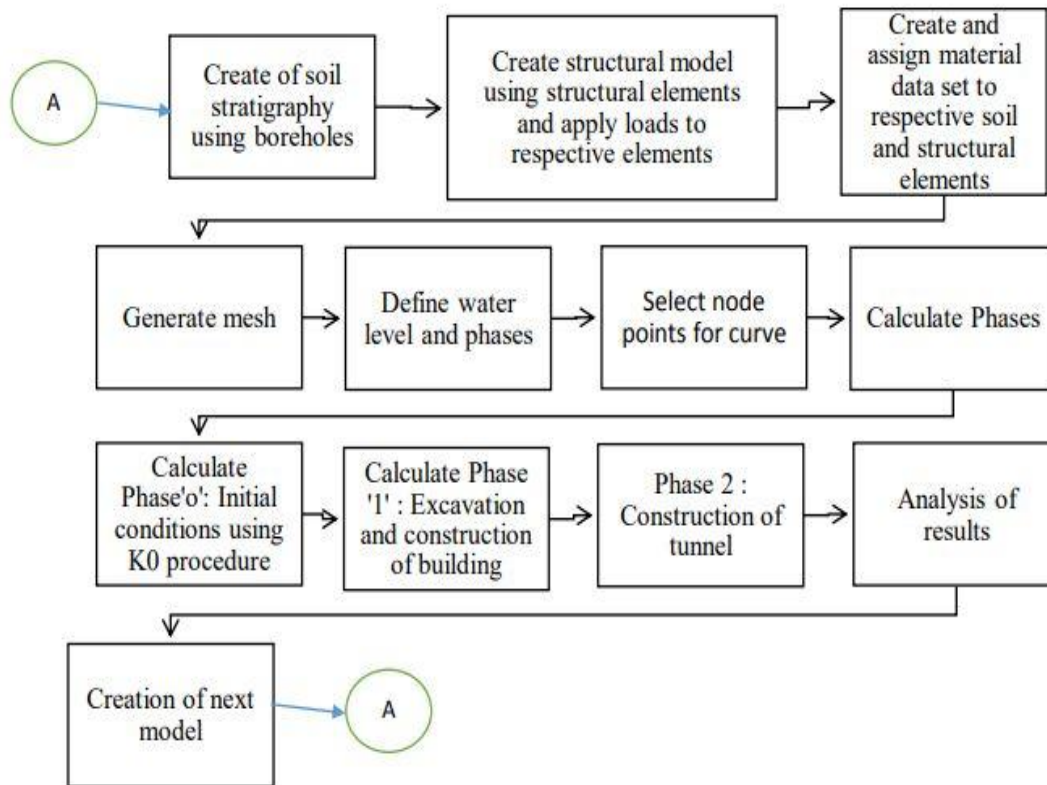 A
Create of soil
stratigraphy
using boreholes
Create structural model
using structural elements
and apply loads to
respective elements
Create and
assign material
data set to
respective soil
and structural
elements
Generate mesh
Define water
level and phases
Select node
points for curve
Calculate Phases
Calculate
Phase'o': Initial
conditions using
K0 procedure
Calculate Phase
'1' : Excavation
and construction
of building
Phase 2 :
Construction of
tunnel
Analysis of
results
Creation of next
model
A